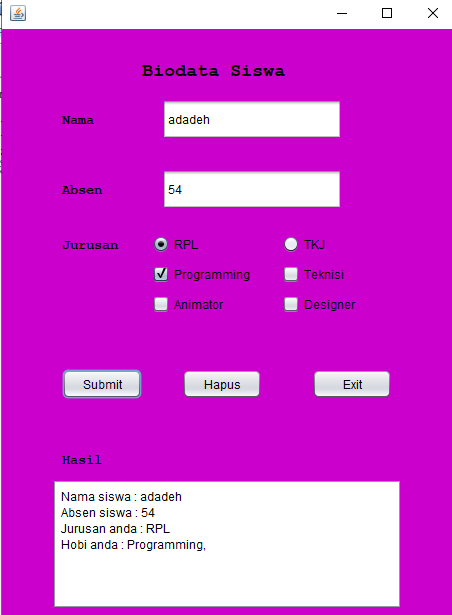 Biodata Siswa
Nama adadeh
Absen 54
Jurusan RPL TKJ
Programming Teknisi
Animator Designer
Submit Hapus Exit
Hasil
Nama siswa : adadeh
Absen siswa : 54
Jurusan anda : RPL
Hobi anda : Programming,